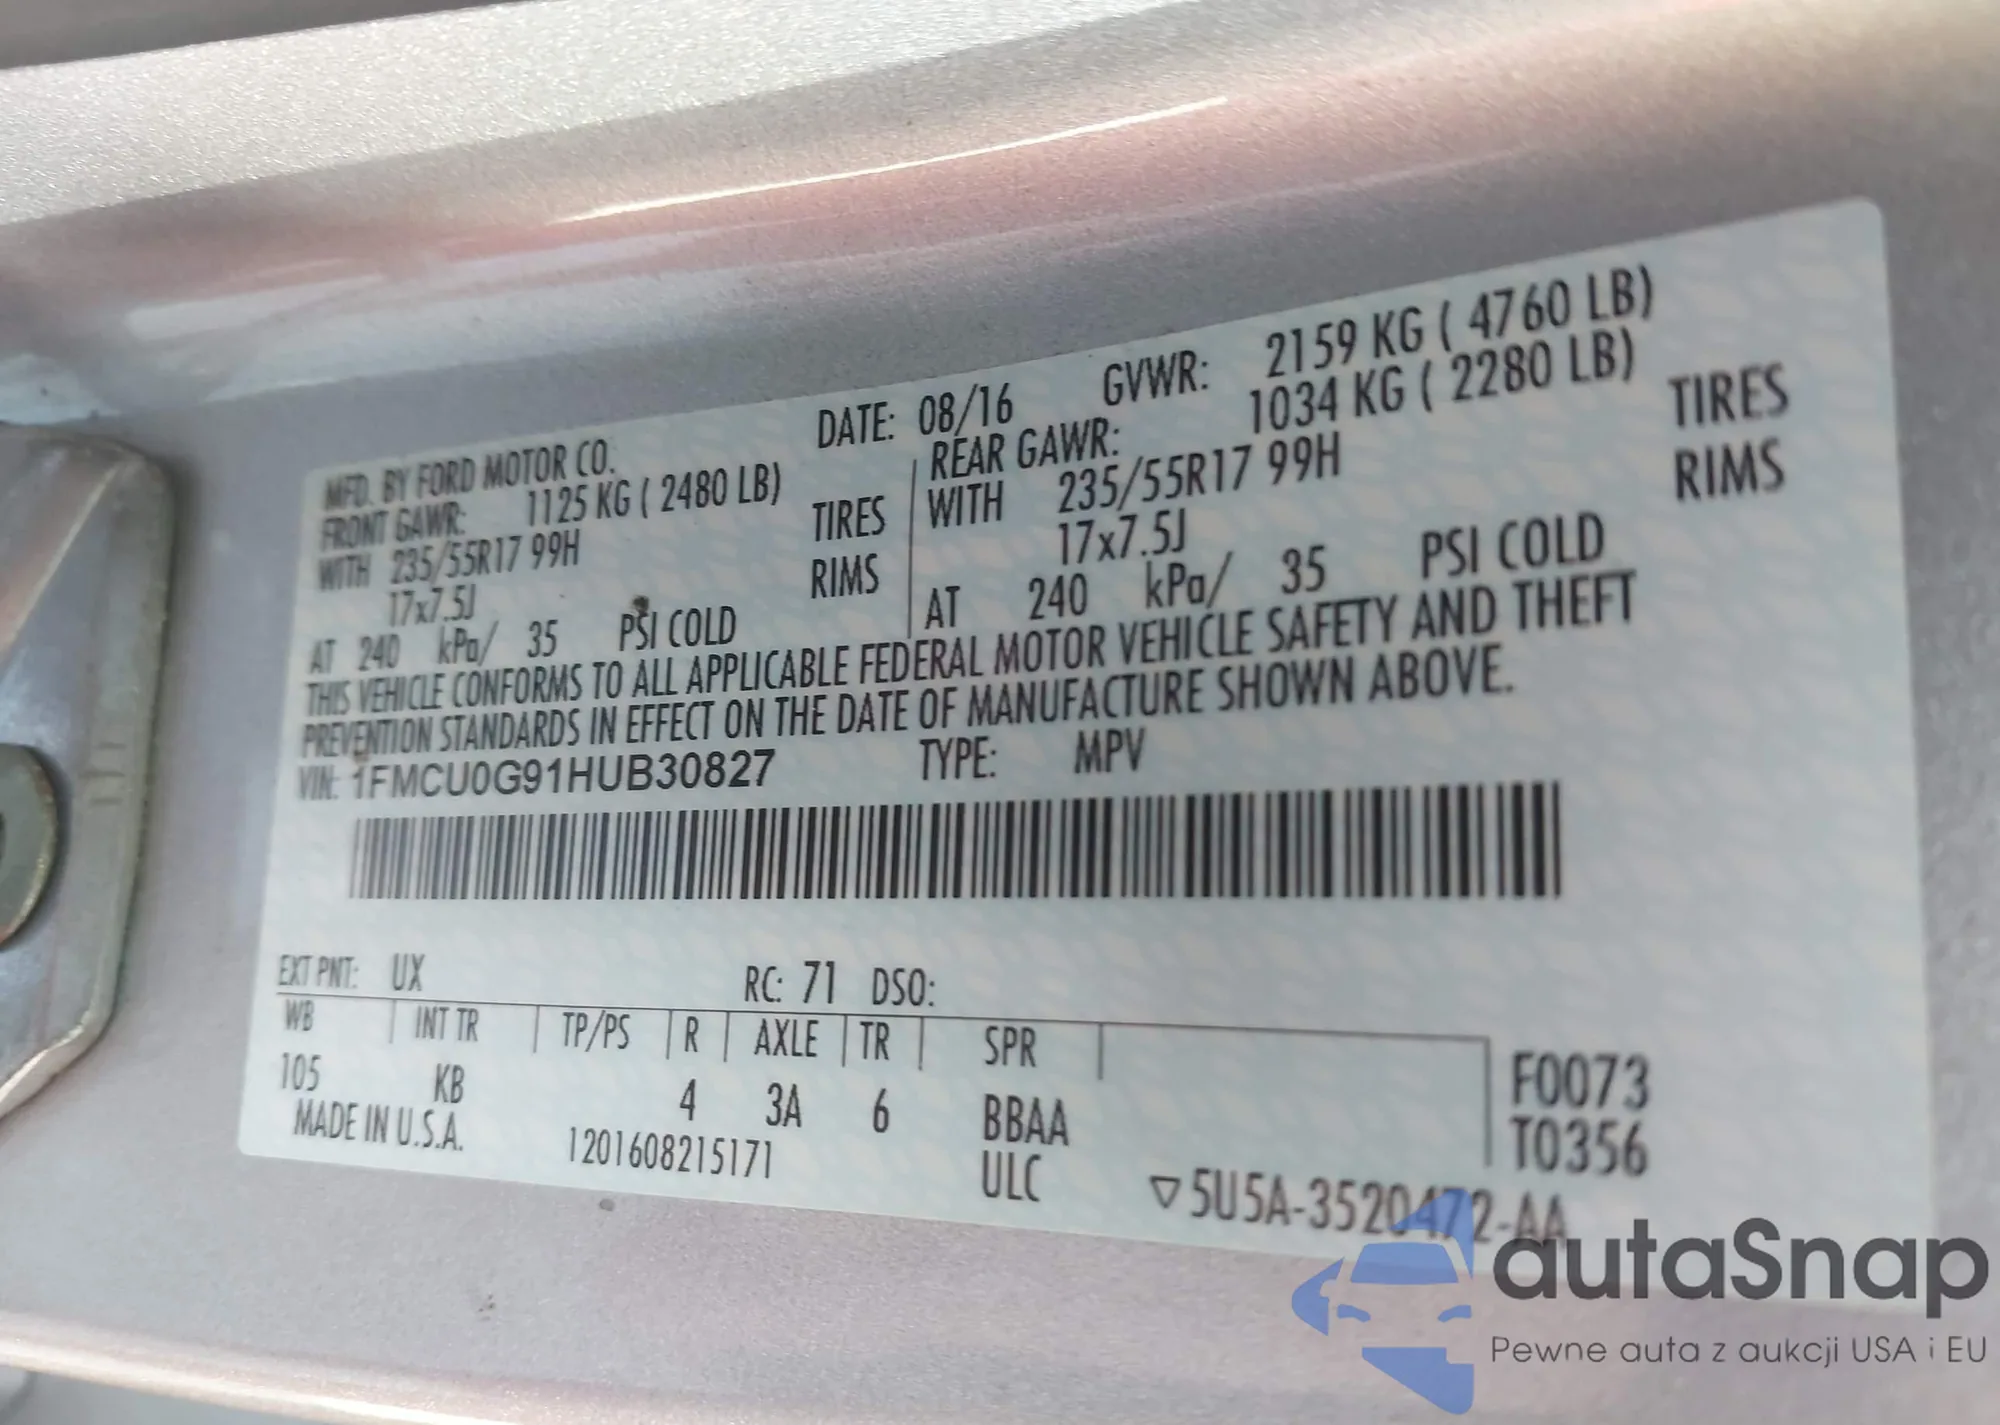 MFD. BY FORD MOTOR CO.
DATE: 08/16
GVWR: 2159 KG ( 4760 LB)
FRONT GAWR: 1125 KG ( 2480 LB)
WITH 235/55R17 99H TIRES
17x7.5J RIMS
AT 240 kPa/ 35 PSI COLD
REAR GAWR: 1034 KG ( 2280 LB)
WITH 235/55R17 99H TIRES
17x7.5J RIMS
AT 240 kPa/ 35 PSI COLD
THIS VEHICLE CONFORMS TO ALL APPLICABLE FEDERAL MOTOR VEHICLE SAFETY AND THEFT
PREVENTION STANDARDS IN EFFECT ON THE DATE OF MANUFACTURE SHOWN ABOVE.
VIN: 1FMCU0G91HUB30827 TYPE: MPV
EXT PNT: UX RC: 71 DSO:
WB INT TR TP/PS R AXLE TR SPR
105 KB 4 3A 6 BBAA
F0073
T0356
MADE IN U.S.A. 1201608215171 ULC
▽5U5A-3520472-AA
autaSnap
Pewne auta z aukcji USA i EU